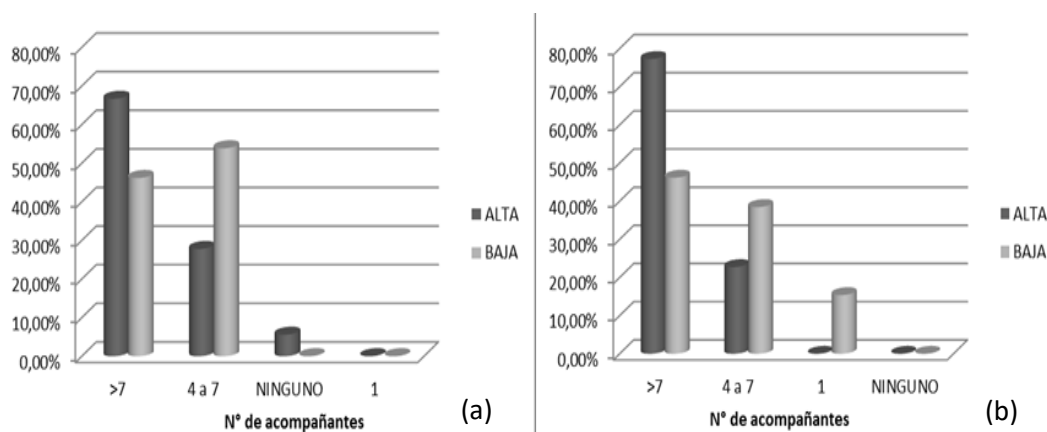 80,00%
70,00%
60,00%
50,00%
40,00%
30,00%
20,00%
10,00%
0,00%
>7 4 a 7 NINGUNO 1
N° de acompañantes
ALTA
BAJA
(a)
80,00%
70,00%
60,00%
50,00%
40,00%
30,00%
20,00%
10,00%
0,00%
>7 4 a 7 1 NINGUNO
N° de acompañantes
ALTA
BAJA
(b)